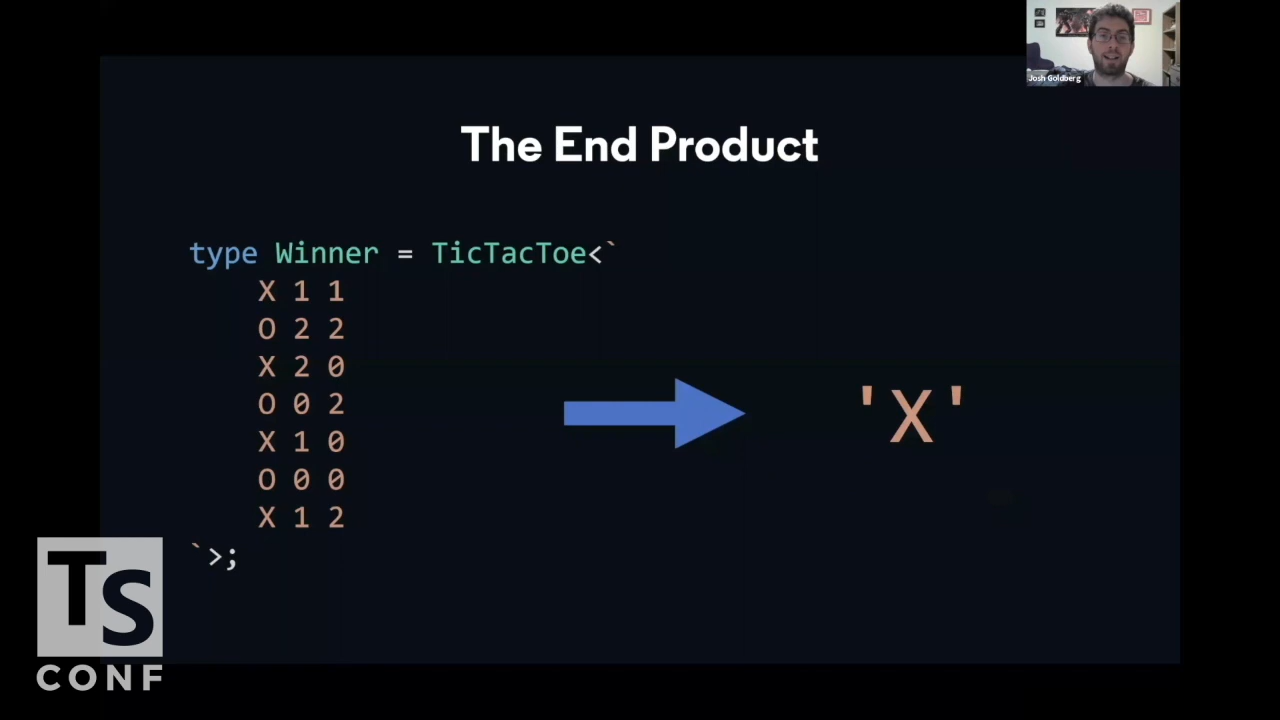 Josh Goldberg
The End Product
type Winner = TicTacToe<`
X 1 1
O 2 2
X 2 0
O 0 2
X 1 0
O 0 0
X 1 2
`>;
'X'
TS
CONF